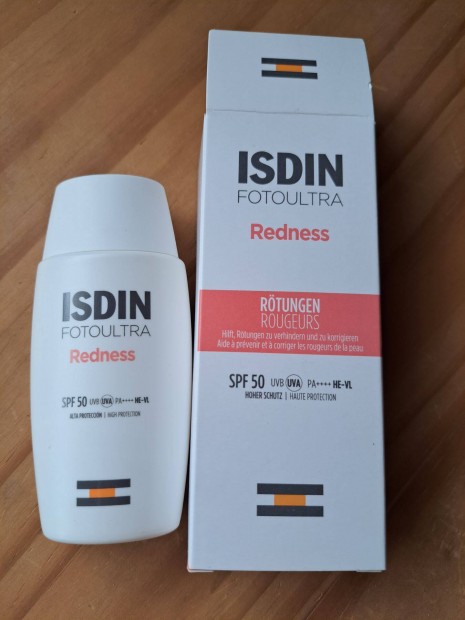 ISDIN
FOTOULTRA
Redness
SPF 50 UVB UVA PA++++ HE-VL
ALTA PROTECCIÓN | HIGH PROTECTION
ISDIN
FOTOULTRA
Redness
RÖTUNGEN
ROUGEURS
Hilft, Rötungen zu verhindern und zu korrigieren
Aide à prévenir et à corriger les rougeurs de la peau
SPF 50 UVB UVA PA++++ HE-VL
HOHER SCHUTZ | HAUTE PROTECTION